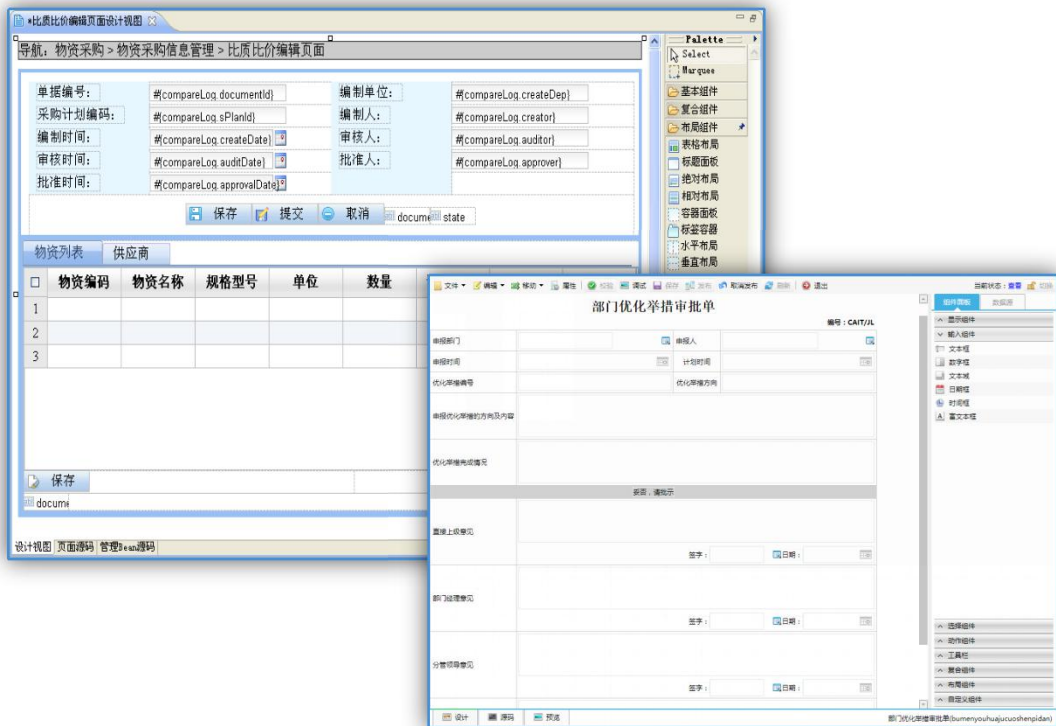 *比质比价编辑页面设计视图
导航：物资采购 > 物资采购信息管理 > 比质比价编辑页面
单据编号： #{compareLog.documentId} 编制单位： #{compareLog.createDep}
采购计划编码： #{compareLog.sPlanId} 编制人： #{compareLog.creator}
编制时间： #{compareLog.createDate} 审核人： #{compareLog.auditor}
审核时间： #{compareLog.auditDate} 批准人： #{compareLog.approver}
批准时间： #{compareLog.approvalDate}
保存 提交 取消 docume state
物资列表 供应商
物资编码 物资名称 规格型号 单位 数量
1
2
3
保存
docume
设计视图 页面源码 管理Bean源码
Palette
Select
Marquee
基本组件
复合组件
布局组件
表格布局
标题面板
绝对布局
相对布局
容器面板
标签容器
水平布局
垂直布局
文件 编辑 移动 属性 校验 调试 保存 发布 取消发布 刷新 退出 当前状态：查看 切换
部门优化举措审批单
编号：CAIT/JL
申报部门 申报人
申报时间 计划时间
优化举措编号 优化举措方向
申报优化举措的方向及内容
优化举措完成情况
妥否，请批示
直接上级意见
签字： 日期：
部门经理意见
签字： 日期：
分管领导意见
签字： 日期：
设计 源码 预览
组件面板 数据源
显示组件
输入组件
文本框
数字框
文本域
日期框
时间框
富文本框
选择组件
动作组件
工具栏
复合组件
布局组件
自定义组件
部门优化举措审批单(bumenyouhuajucuoshenpidan)